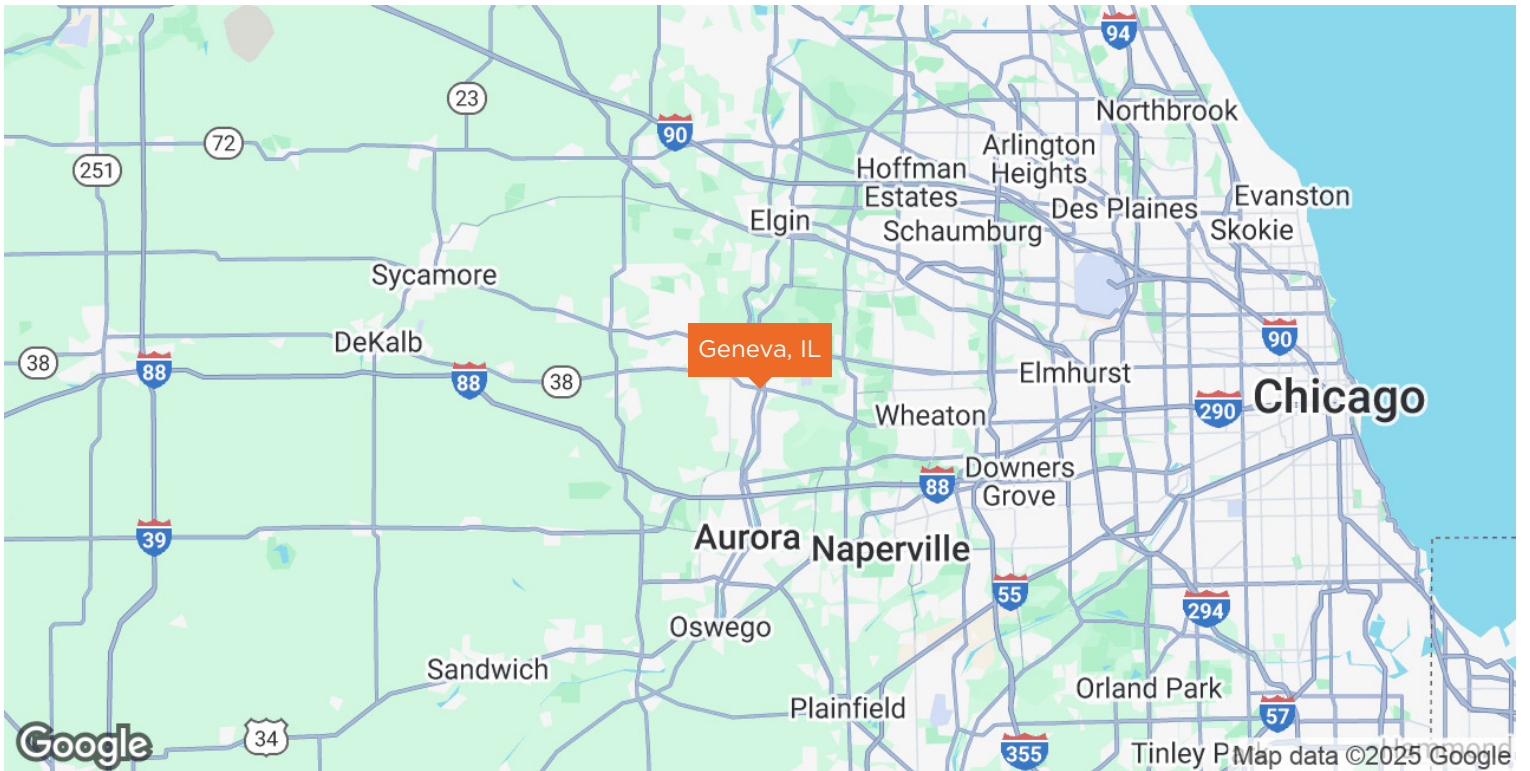 94
23
Northbrook
90
72
Arlington
Heights
251
Hoffman
Estates
Evanston
Des Plaines
Elgin
Schaumburg
Skokie
Sycamore
Geneva, IL
90
DeKalb
38
88
88
38
Elmhurst
290
Chicago
Wheaton
Downers
Grove
88
39
Aurora
Naperville
55
294
Oswego
Sandwich
Orland Park
Plainfield
57
34
355
Google
Tinley P
Map data ©2025 Google